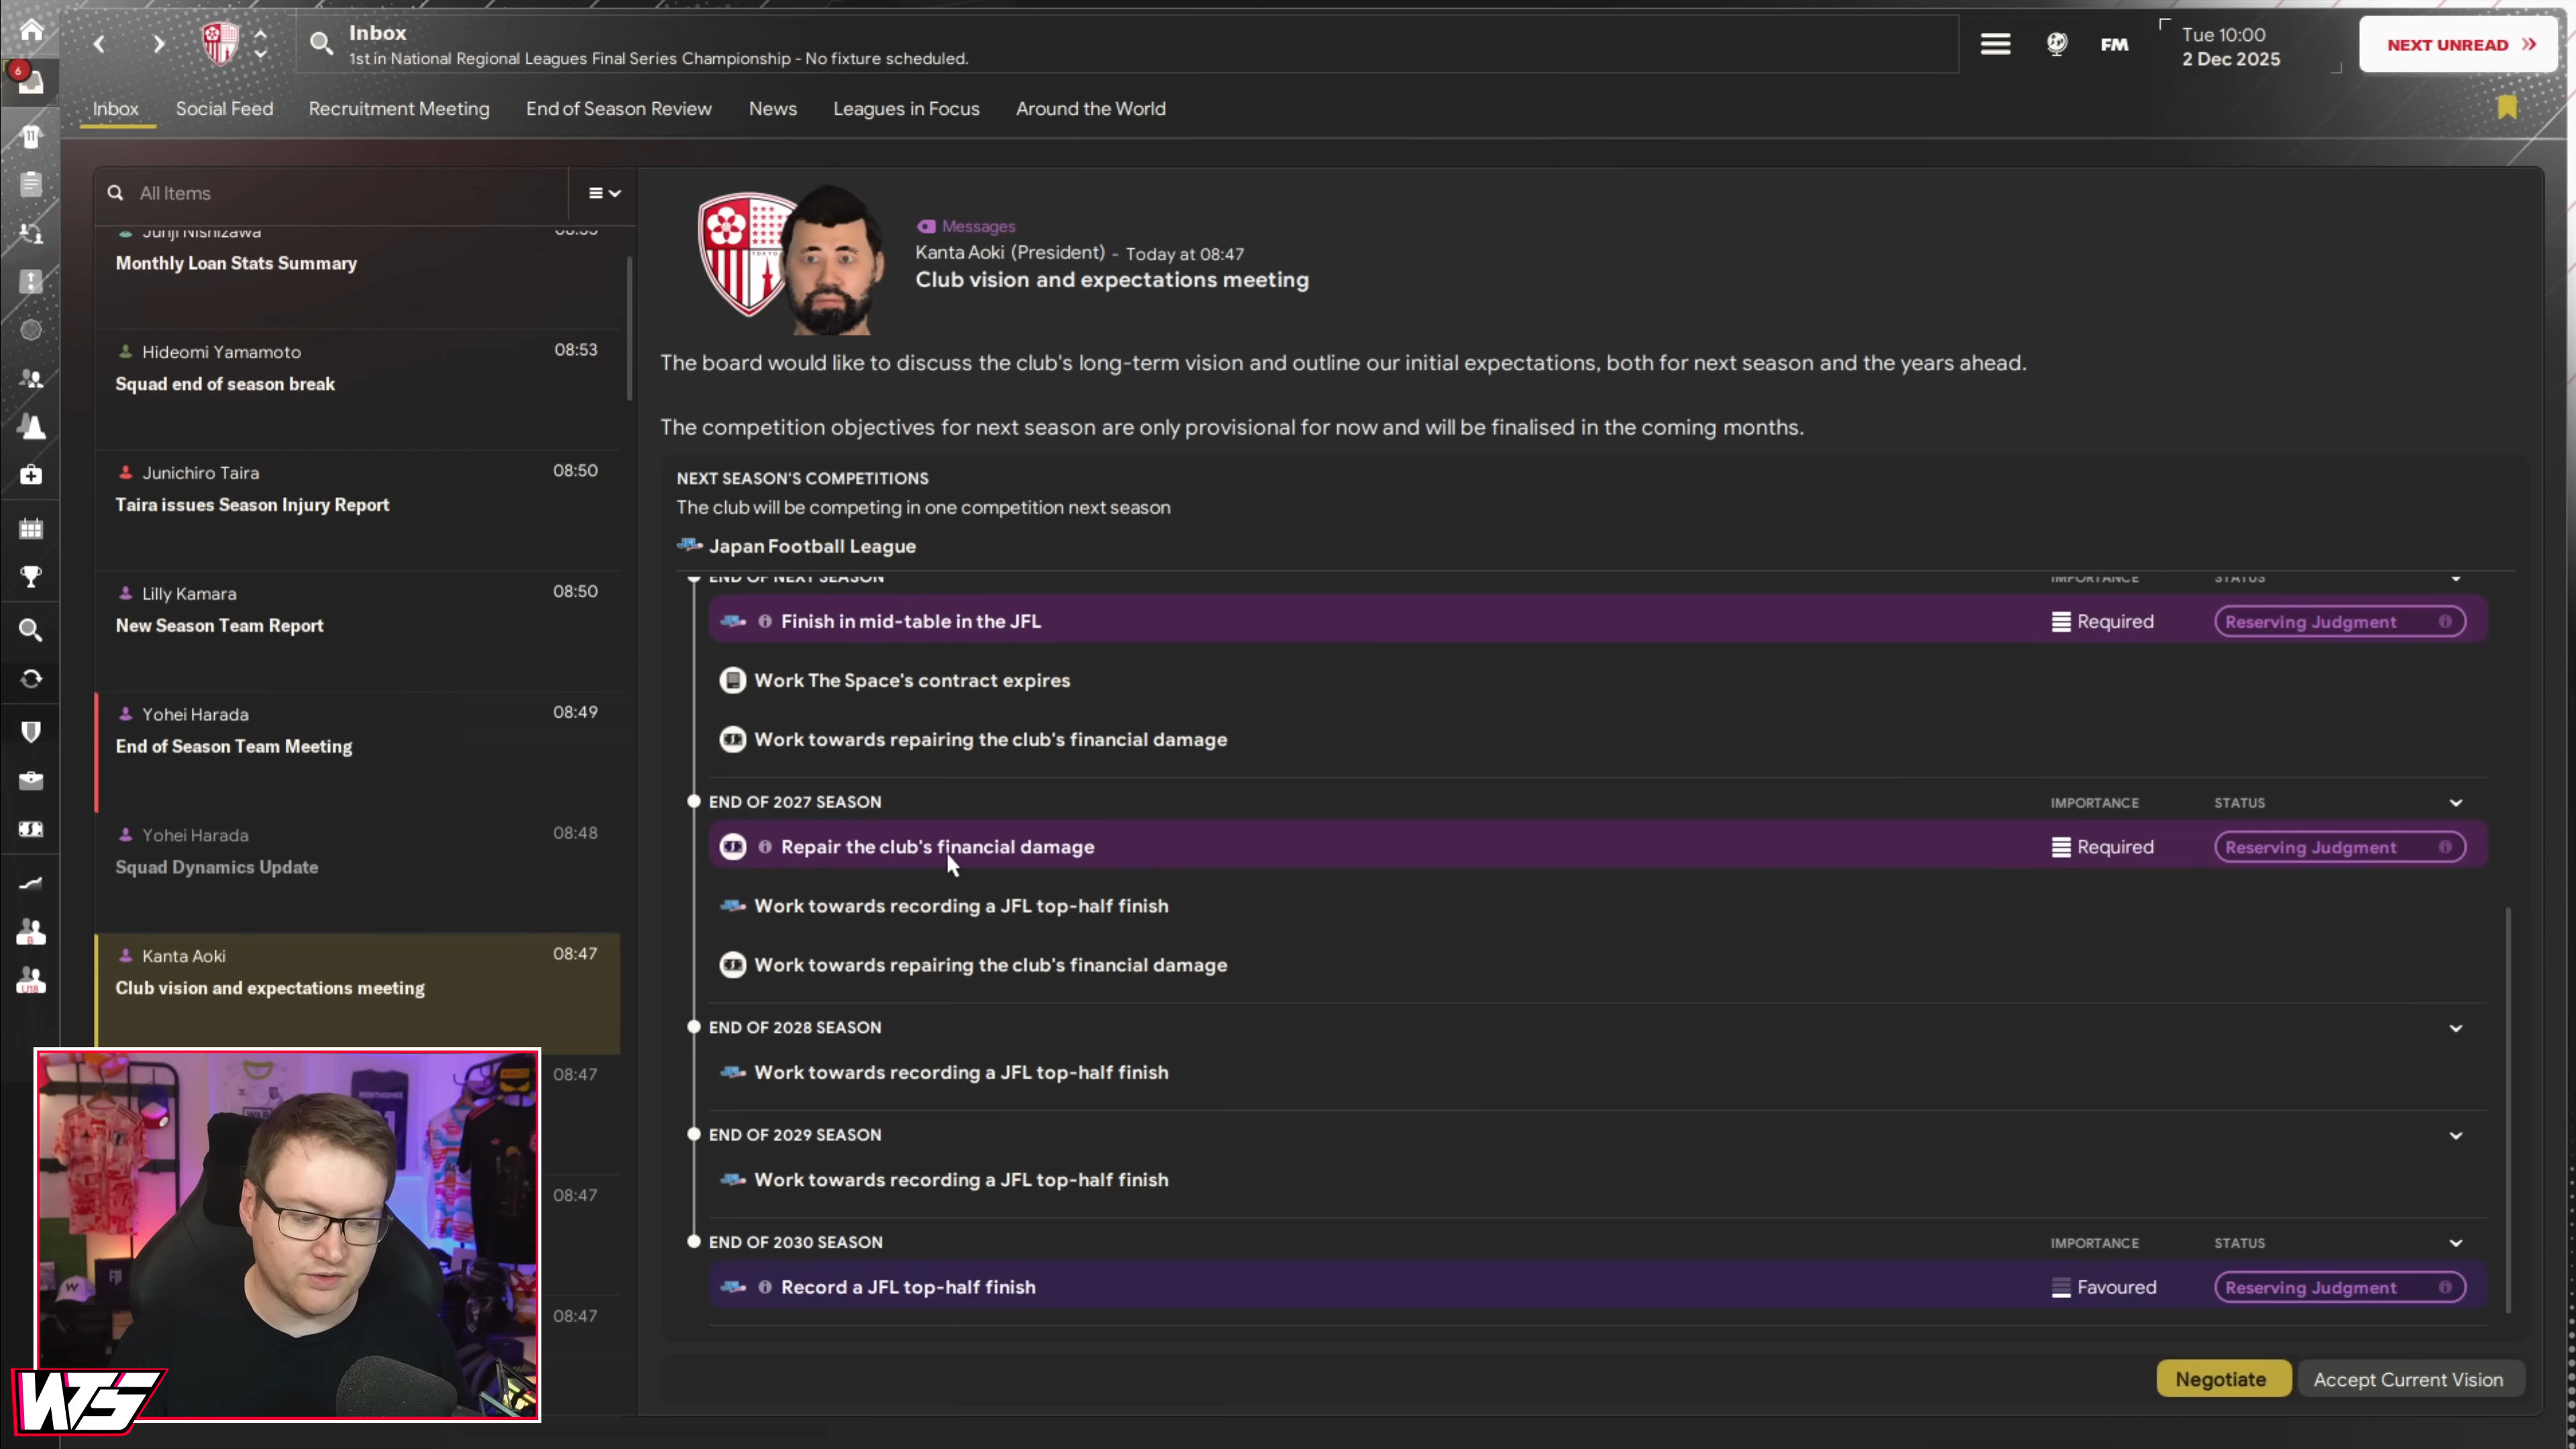 Inbox
1st in National Regional Leagues Final Series Championship - No fixture scheduled.
FM
Tue 10:00
2 Dec 2025
NEXT UNREAD
6
Inbox
Social Feed
Recruitment Meeting
End of Season Review
News
Leagues in Focus
Around the World
All Items
Junji Nishizawa
Monthly Loan Stats Summary
Hideomi Yamamoto
08:53
Squad end of season break
Junichiro Taira
08:50
Taira issues Season Injury Report
Lilly Kamara
08:50
New Season Team Report
Yohei Harada
08:49
End of Season Team Meeting
Yohei Harada
08:48
Squad Dynamics Update
Kanta Aoki
08:47
Club vision and expectations meeting
08:47
08:47
08:47
11
B
U18
WTS
Messages
Kanta Aoki (President) - Today at 08:47
Club vision and expectations meeting
The board would like to discuss the club's long-term vision and outline our initial expectations, both for next season and the years ahead.
The competition objectives for next season are only provisional for now and will be finalised in the coming months.
NEXT SEASON'S COMPETITIONS
The club will be competing in one competition next season
Japan Football League
END OF NEXT SEASON
IMPORTANCE
STATUS
Finish in mid-table in the JFL
Required
Reserving Judgment
Work The Space's contract expires
Work towards repairing the club's financial damage
END OF 2027 SEASON
IMPORTANCE
STATUS
Repair the club's financial damage
Required
Reserving Judgment
Work towards recording a JFL top-half finish
Work towards repairing the club's financial damage
END OF 2028 SEASON
Work towards recording a JFL top-half finish
END OF 2029 SEASON
Work towards recording a JFL top-half finish
END OF 2030 SEASON
IMPORTANCE
STATUS
Record a JFL top-half finish
Favoured
Reserving Judgment
Negotiate
Accept Current Vision